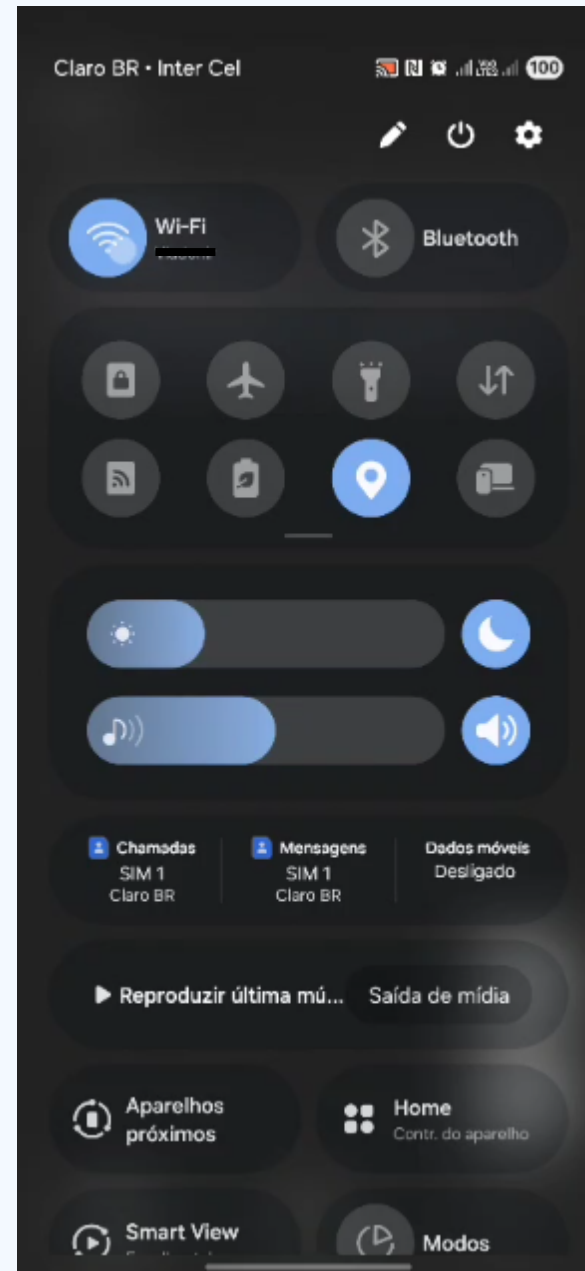 Claro BR • Inter Cel
100
Wi-Fi
Bluetooth
Chamadas
SIM 1
Claro BR
Mensagens
SIM 1
Claro BR
Dados móveis
Desligado
Reproduzir última mú...
Saída de mídia
Aparelhos
próximos
Home
Contr. do aparelho
Smart View
Modos